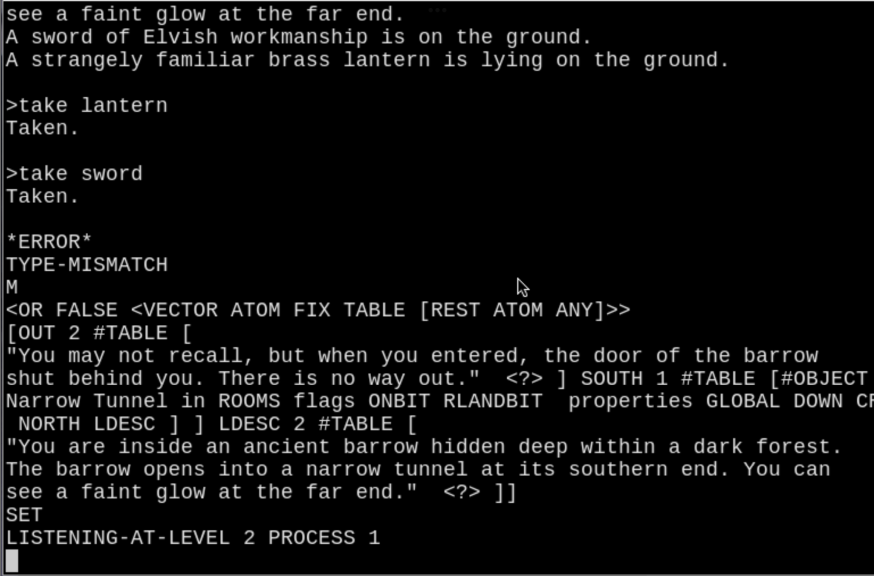 see a faint glow at the far end.
A sword of Elvish workmanship is on the ground.
A strangely familiar brass lantern is lying on the ground.

>take lantern
Taken.

>take sword
Taken.

*ERROR*
TYPE-MISMATCH
M
<OR FALSE <VECTOR ATOM FIX TABLE [REST ATOM ANY]>>
[OUT 2 #TABLE [
"You may not recall, but when you entered, the door of the barrow
shut behind you. There is no way out."  <?> ] SOUTH 1 #TABLE [#OBJECT
Narrow Tunnel in ROOMS flags ONBIT RLANDBIT  properties GLOBAL DOWN
 NORTH LDESC ] ] LDESC 2 #TABLE [
"You are inside an ancient barrow hidden deep within a dark forest.
The barrow opens into a narrow tunnel at its southern end. You can
see a faint glow at the far end."  <?> ]]
SET
LISTENING-AT-LEVEL 2 PROCESS 1